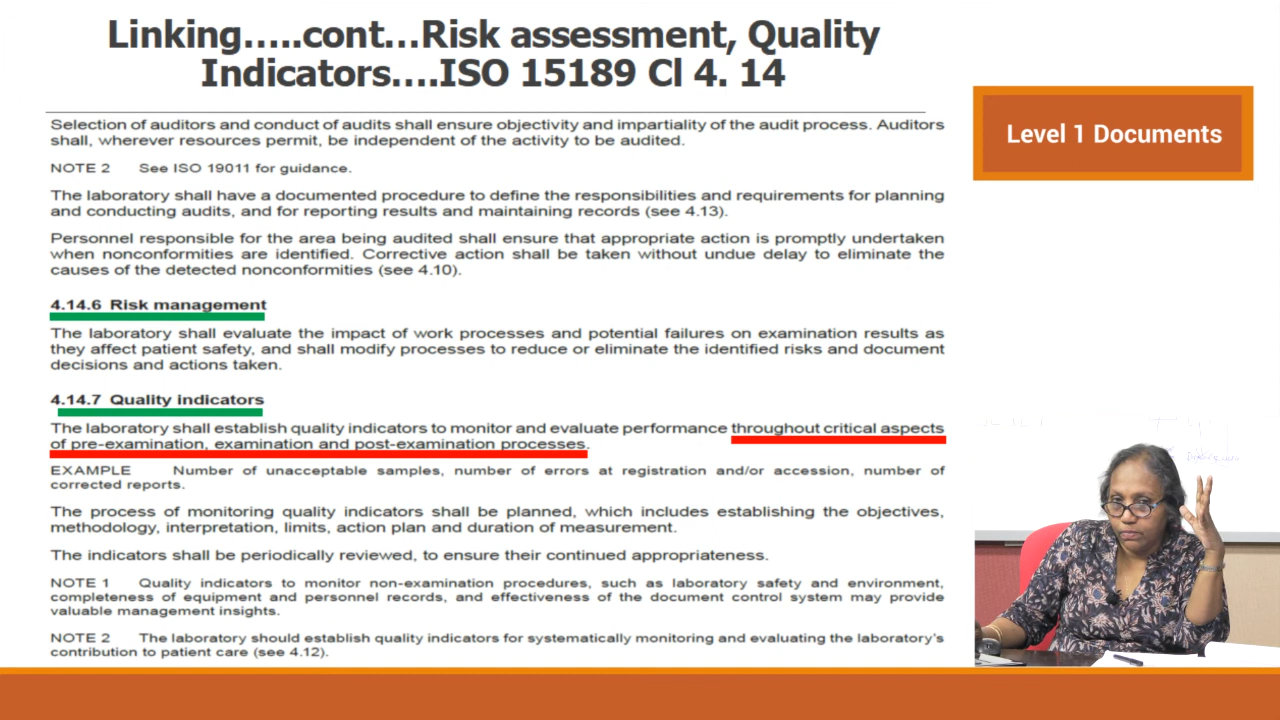 Linking.....cont...Risk assessment, Quality
Indicators....ISO 15189 Cl 4. 14
Level 1 Documents
Selection of auditors and conduct of audits shall ensure objectivity and impartiality of the audit process. Auditors
shall, wherever resources permit, be independent of the activity to be audited.
NOTE 2 See ISO 19011 for guidance.
The laboratory shall have a documented procedure to define the responsibilities and requirements for planning
and conducting audits, and for reporting results and maintaining records (see 4.13).
Personnel responsible for the area being audited shall ensure that appropriate action is promptly undertaken
when nonconformities are identified. Corrective action shall be taken without undue delay to eliminate the
causes of the detected nonconformities (see 4.10).
4.14.6 Risk management
The laboratory shall evaluate the impact of work processes and potential failures on examination results as
they affect patient safety, and shall modify processes to reduce or eliminate the identified risks and document
decisions and actions taken.
4.14.7 Quality indicators
The laboratory shall establish quality indicators to monitor and evaluate performance throughout critical aspects
of pre-examination, examination and post-examination processes.
EXAMPLE Number of unacceptable samples, number of errors at registration and/or accession, number of
corrected reports.
The process of monitoring quality indicators shall be planned, which includes establishing the objectives,
methodology, interpretation, limits, action plan and duration of measurement.
The indicators shall be periodically reviewed, to ensure their continued appropriateness.
NOTE 1 Quality indicators to monitor non-examination procedures, such as laboratory safety and environment,
completeness of equipment and personnel records, and effectiveness of the document control system may provide
valuable management insights.
NOTE 2 The laboratory should establish quality indicators for systematically monitoring and evaluating the laboratory's
contribution to patient care (see 4.12).